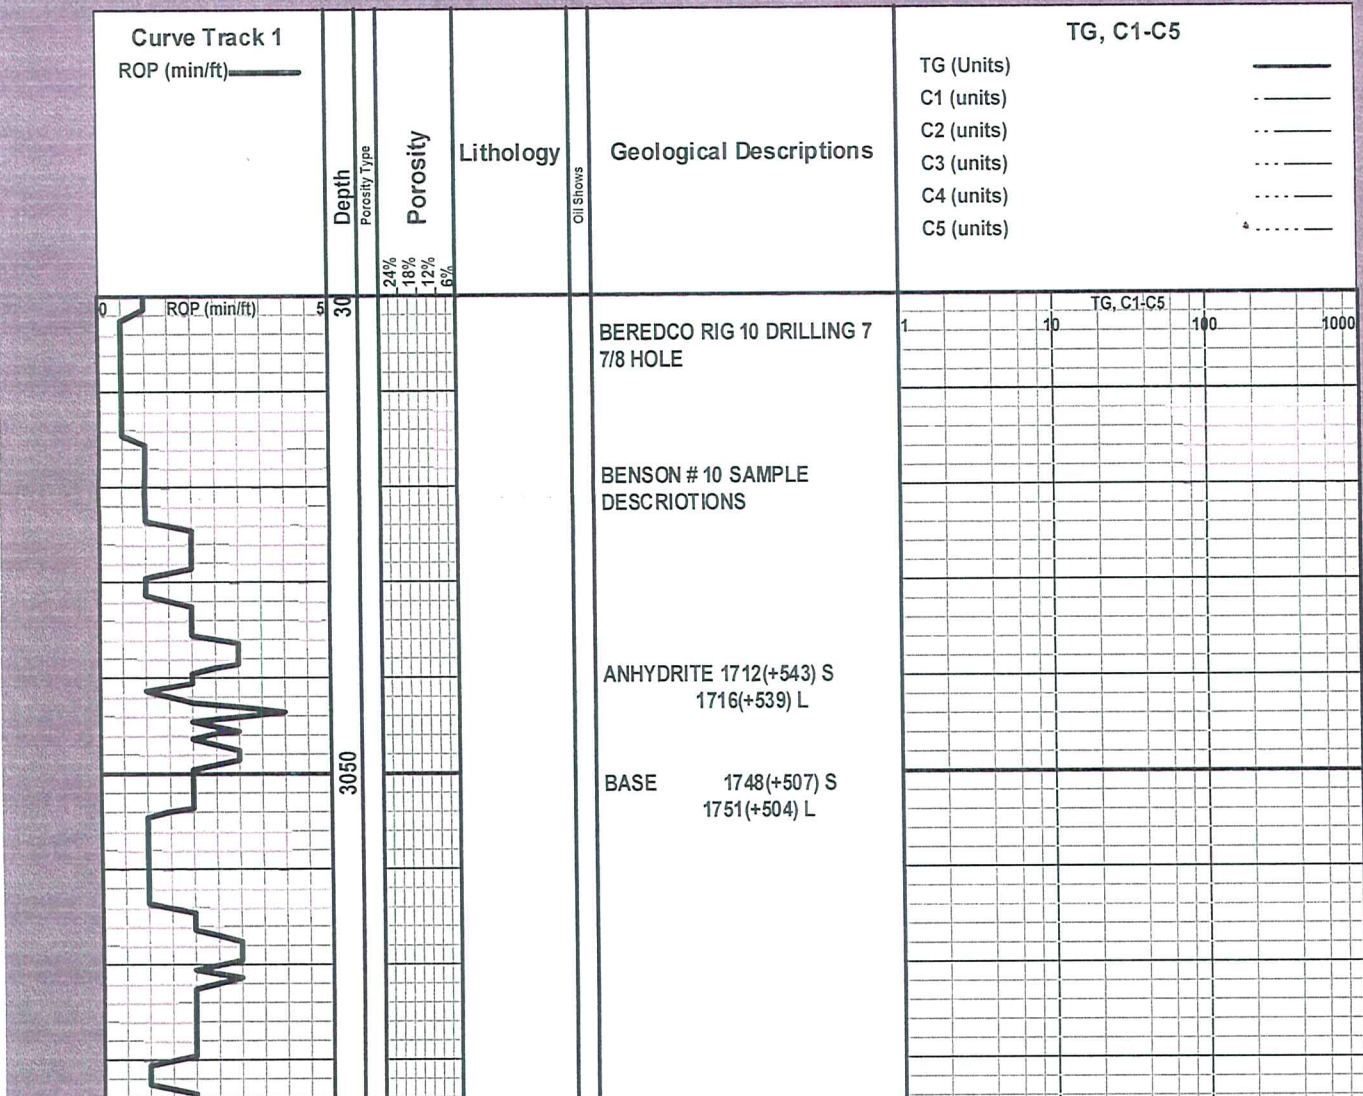 Curve Track 1
ROP (min/ft)
Depth
Porosity Type
Porosity
24%
18%
12%
6%
Lithology
Oil Shows
Geological Descriptions
TG, C1-C5
TG (Units)
C1 (units)
C2 (units)
C3 (units)
C4 (units)
C5 (units)
0 ROP (min/ft) 5
30
TG, C1-C5
1 10 100 1000
BEREDCO RIG 10 DRILLING 7
7/8 HOLE
BENSON # 10 SAMPLE
DESCRIOTIONS
ANHYDRITE 1712(+543) S
1716(+539) L
3050
BASE 1748(+507) S
1751(+504) L